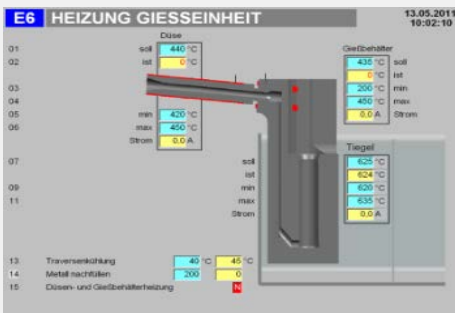 E6 HEIZUNG GIESSEINHEIT 13.05.2011
10:02:10
Düse
01 soll 440 °C
02 ist 0 °C
03
04
05 min 420 °C
06 max 450 °C
Strom 0,0 A
Gießbehälter
435 °C soll
0 °C ist
200 °C min
450 °C max
0,0 A Strom
Tiegel
07 soll 625 °C
ist 624 °C
09 min 620 °C
11 max 635 °C
Strom 0,0 A
13 Traversenkühlung 40 °C 45 °C
14 Metall nachfüllen 200 0
15 Düsen- und Gießbehälterheizung N